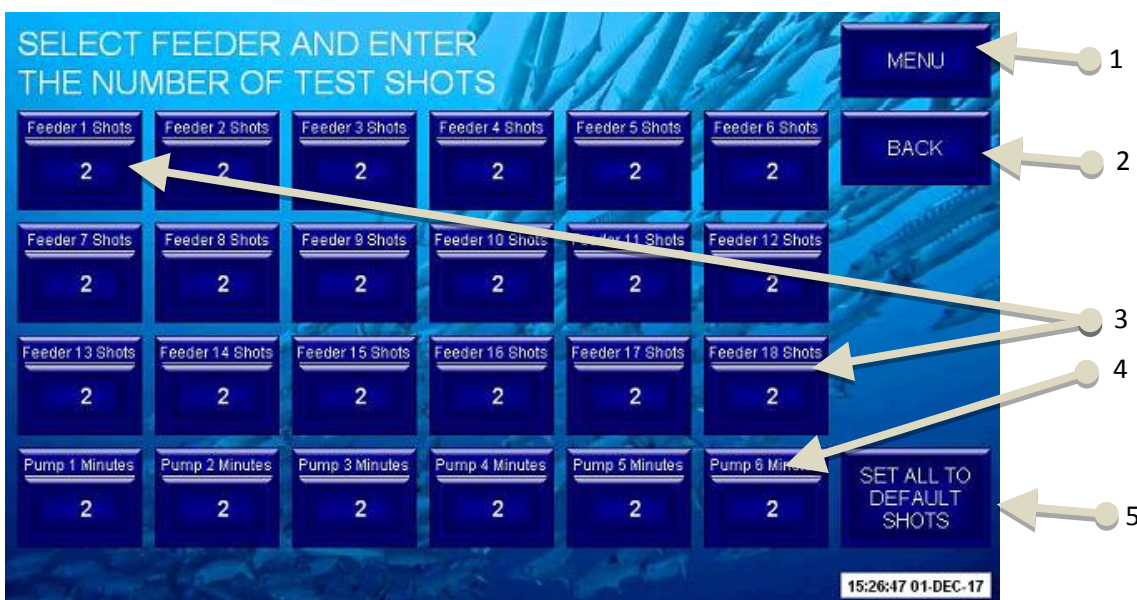 SELECT FEEDER AND ENTER
THE NUMBER OF TEST SHOTS
MENU
1
BACK
2
Feeder 1 Shots
2
Feeder 2 Shots
2
Feeder 3 Shots
2
Feeder 4 Shots
2
Feeder 5 Shots
2
Feeder 6 Shots
2
Feeder 7 Shots
2
Feeder 8 Shots
2
Feeder 9 Shots
2
Feeder 10 Shots
2
Feeder 11 Shots
2
Feeder 12 Shots
2
3
Feeder 13 Shots
2
Feeder 14 Shots
2
Feeder 15 Shots
2
Feeder 16 Shots
2
Feeder 17 Shots
2
Feeder 18 Shots
2
4
Pump 1 Minutes
2
Pump 2 Minutes
2
Pump 3 Minutes
2
Pump 4 Minutes
2
Pump 5 Minutes
2
Pump 6 Minutes
2
SET ALL TO
DEFAULT
SHOTS
5
15:26:47 01-DEC-17